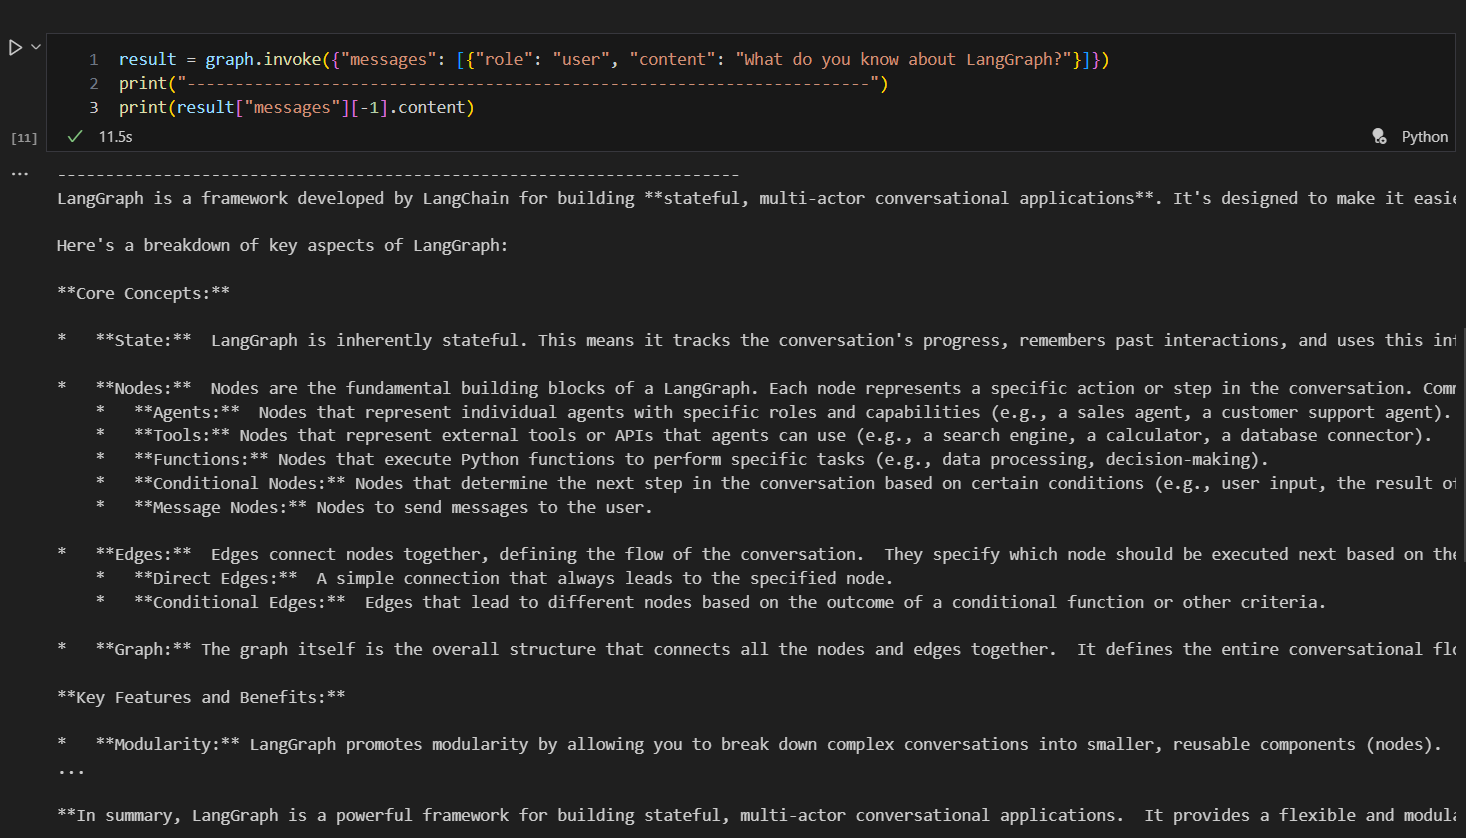 1 result = graph.invoke({"messages": [{"role": "user", "content": "What do you know about LangGraph?"}]})
2 print("-----------------------------------------------------------------------")
3 print(result["messages"][-1].content)
[11] 11.5s Python
...
-----------------------------------------------------------------------
LangGraph is a framework developed by LangChain for building **stateful, multi-actor conversational applications**. It's designed to make it
Here's a breakdown of key aspects of LangGraph:
**Core Concepts:**
* **State:** LangGraph is inherently stateful. This means it tracks the conversation's progress, remembers past interactions, and uses this
* **Nodes:** Nodes are the fundamental building blocks of a LangGraph. Each node represents a specific action or step in the conversation.
* **Agents:** Nodes that represent individual agents with specific roles and capabilities (e.g., a sales agent, a customer support agent).
* **Tools:** Nodes that represent external tools or APIs that agents can use (e.g., a search engine, a calculator, a database connector).
* **Functions:** Nodes that execute Python functions to perform specific tasks (e.g., data processing, decision-making).
* **Conditional Nodes:** Nodes that determine the next step in the conversation based on certain conditions (e.g., user input, the result of
* **Message Nodes:** Nodes to send messages to the user.
* **Edges:** Edges connect nodes together, defining the flow of the conversation. They specify which node should be executed next based on the
* **Direct Edges:** A simple connection that always leads to the specified node.
* **Conditional Edges:** Edges that lead to different nodes based on the outcome of a conditional function or other criteria.
* **Graph:** The graph itself is the overall structure that connects all the nodes and edges together. It defines the entire conversational
**Key Features and Benefits:**
* **Modularity:** LangGraph promotes modularity by allowing you to break down complex conversations into smaller, reusable components (nodes).
...
**In summary, LangGraph is a powerful framework for building stateful, multi-actor conversational applications. It provides a flexible and